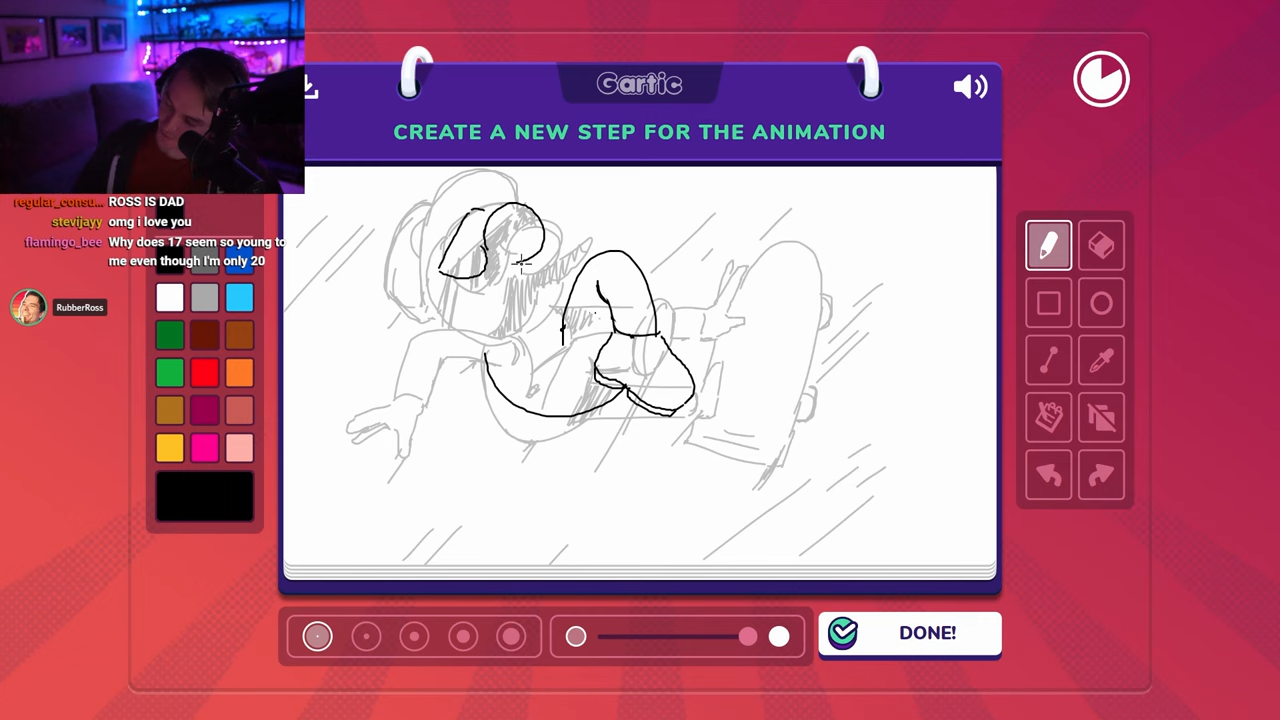 Gartic
CREATE A NEW STEP FOR THE ANIMATION
regular_consu... ROSS IS DAD
stevijayy omg i love you
flamingo_bee Why does 17 seem so young to
me even though I'm only 20
RubberRoss
DONE!